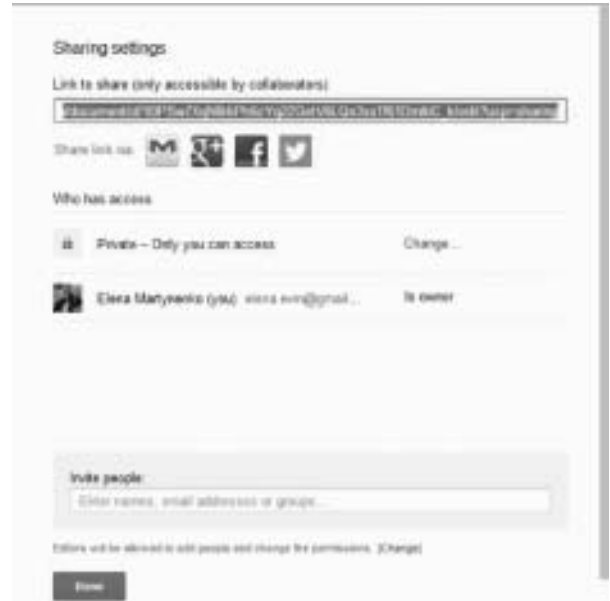 Sharing settings
Link to share (only accessible by collaborators)
Share link via:
Who has access
Private – Only you can access Change...
Elena Martynenko (you) Is owner
Invite people:
Enter names, email addresses or groups...
Editors will be allowed to add people and change the permissions. [Change]
Done